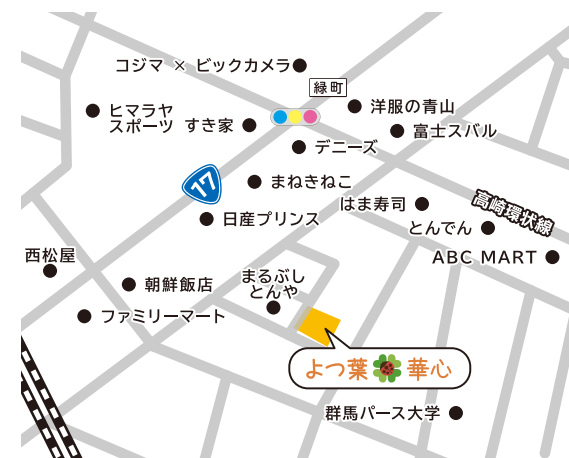 コジマ × ビックカメラ
緑町
ヒマラヤ
スポーツ
すき家
洋服の青山
富士スバル
デニーズ
17
まねきねこ
はま寿司
高崎環状線
日産プリンス
とんでん
西松屋
ABC MART
朝鮮飯店
まるぶし
とんや
ファミリーマート
よつ葉 華心
群馬パース大学